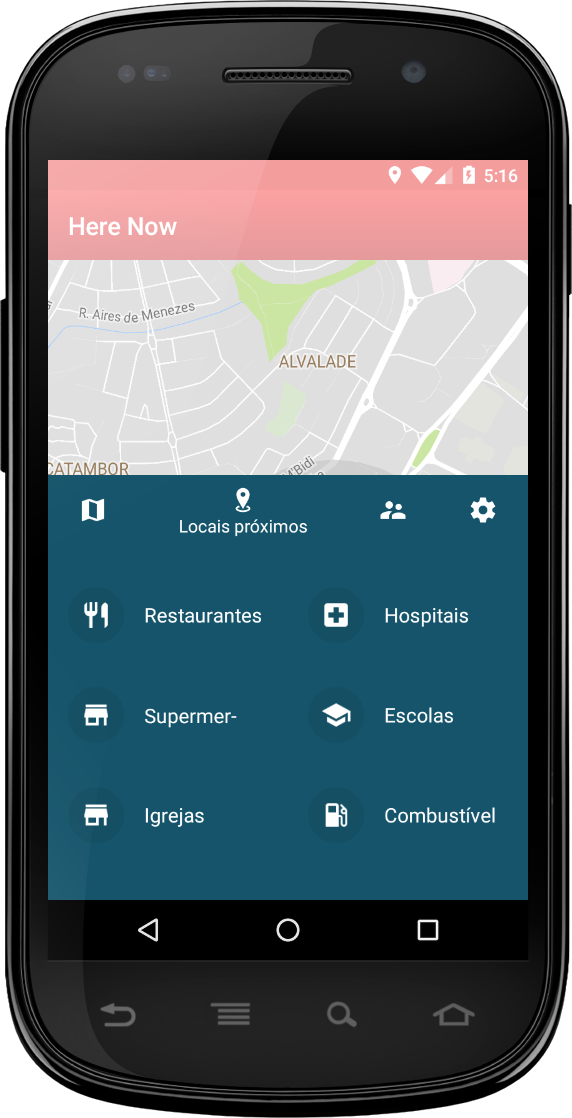 5:16
Here Now
R. Aires de Menezes
ALVALADE
CATAMBOR
M'Bidi
Locais próximos
Restaurantes
Hospitais
Supermer-
Escolas
Igrejas
Combustível